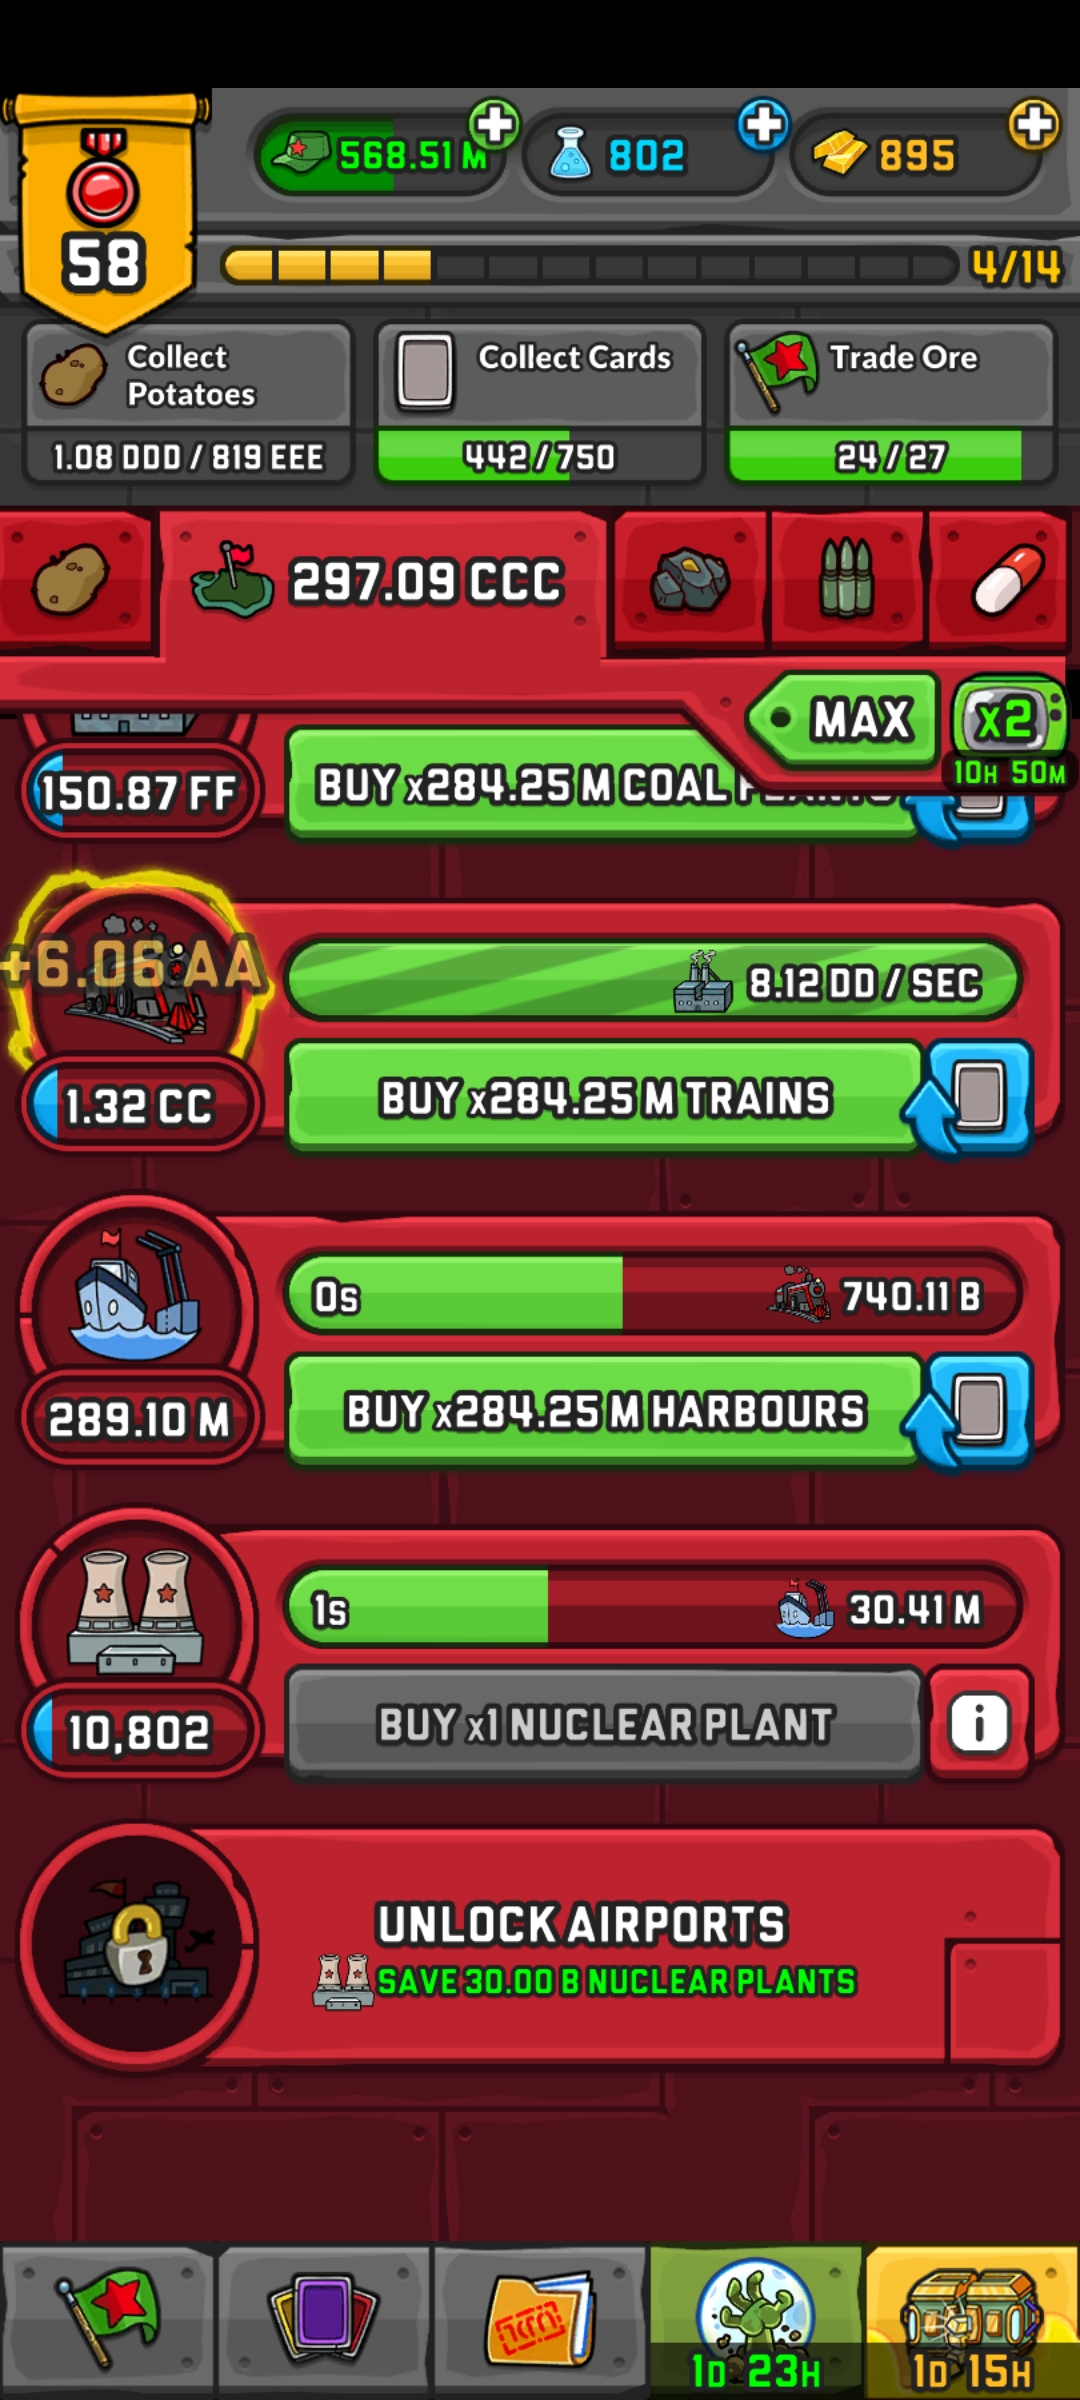 568.51 M
802
895
58
4/14
Collect
Potatoes
1.08 DDD / 819 EEE
Collect Cards
442/750
Trade Ore
24/27
297.09 CCC
MAX
x2
10H 50M
150.87 FF
BUY x284.25 M COAL PLANTS
+6.06 AA
8.12 DD / SEC
1.32 CC
BUY x284.25 M TRAINS
0s
740.11 B
289.10 M
BUY x284.25 M HARBOURS
1s
30.41 M
10,802
BUY x1 NUCLEAR PLANT
i
UNLOCK AIRPORTS
SAVE 30.00 B NUCLEAR PLANTS
1D 23H
1D 15H